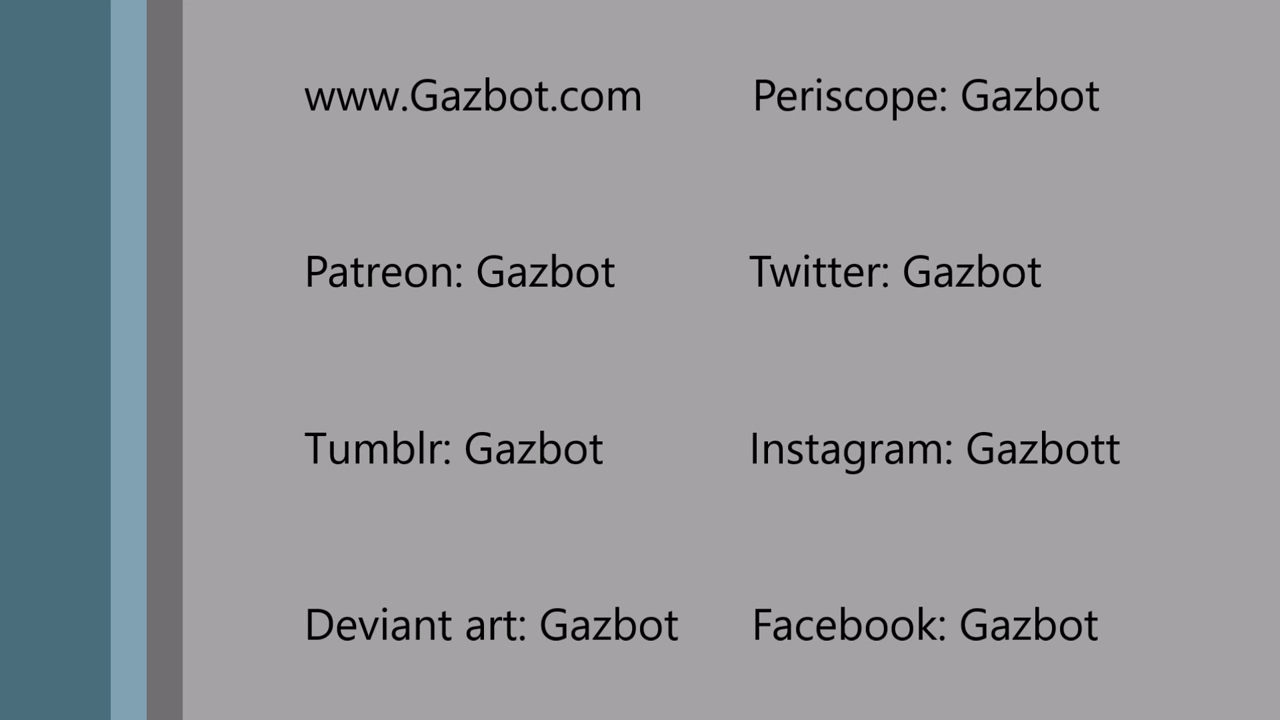 www.Gazbot.com
Periscope: Gazbot
Patreon: Gazbot
Twitter: Gazbot
Tumblr: Gazbot
Instagram: Gazbott
Deviant art: Gazbot
Facebook: Gazbot